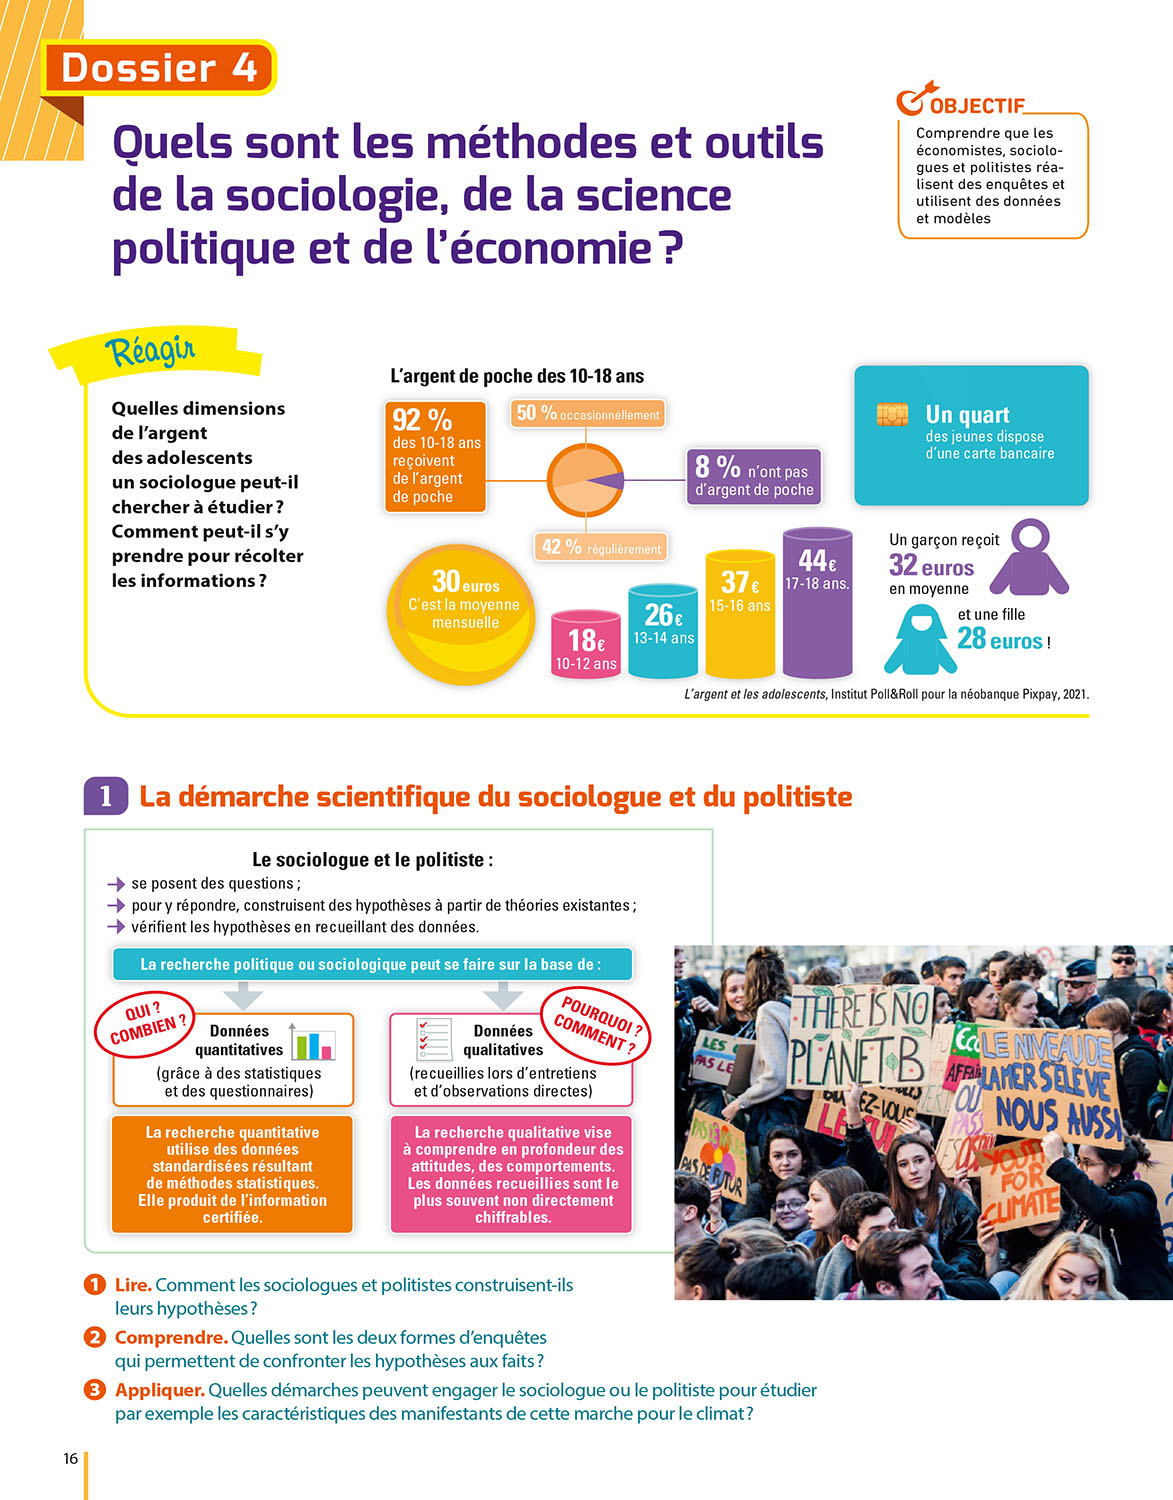 Dossier 4
Quels sont les méthodes et outils
de la sociologie, de la science
politique et de l’économie ?
OBJECTIF
Comprendre que les
économistes, sociolo-
gues et politistes réa-
lisent des enquêtes et
utilisent des données
et modèles
Réagir
Quelles dimensions
de l’argent
des adolescents
un sociologue peut-il
chercher à étudier ?
Comment peut-il s’y
prendre pour récolter
les informations ?
L’argent de poche des 10-18 ans
92 %
des 10-18 ans
reçoivent
de l’argent
de poche
50 % occasionnellement
8 % n’ont pas
d’argent de poche
42 % régulièrement
Un quart
des jeunes dispose
d’une carte bancaire
30 euros
C’est la moyenne
mensuelle
18€
10-12 ans
26€
13-14 ans
37€
15-16 ans
44€
17-18 ans.
Un garçon reçoit
32 euros
en moyenne
et une fille
28 euros !
L’argent et les adolescents, Institut Poll&Roll pour la néobanque Pixpay, 2021.
1 La démarche scientifique du sociologue et du politiste
Le sociologue et le politiste :
se posent des questions ;
pour y répondre, construisent des hypothèses à partir de théories existantes ;
vérifient les hypothèses en recueillant des données.
La recherche politique ou sociologique peut se faire sur la base de :
QUI ?
COMBIEN ?
Données
quantitatives
(grâce à des statistiques
et des questionnaires)
POURQUOI ?
COMMENT ?
Données
qualitatives
(recueillies lors d’entretiens
et d’observations directes)
La recherche quantitative
utilise des données
standardisées résultant
de méthodes statistiques.
Elle produit de l’information
certifiée.
La recherche qualitative vise
à comprendre en profondeur des
attitudes, des comportements.
Les données recueillies sont le
plus souvent non directement
chiffrables.
THERE IS NO
PLANET B
LES
PAS LE
AFFAI
LE NIVEAU DE
LA MER S’ÉLÈVE
NOUS AUSSI
PAS DE FUTUR
YOUTH
FOR
CLIMATE
1 Lire. Comment les sociologues et politistes construisent-ils
leurs hypothèses ?
2 Comprendre. Quelles sont les deux formes d’enquêtes
qui permettent de confronter les hypothèses aux faits ?
3 Appliquer. Quelles démarches peuvent engager le sociologue ou le politiste pour étudier
par exemple les caractéristiques des manifestants de cette marche pour le climat ?
16